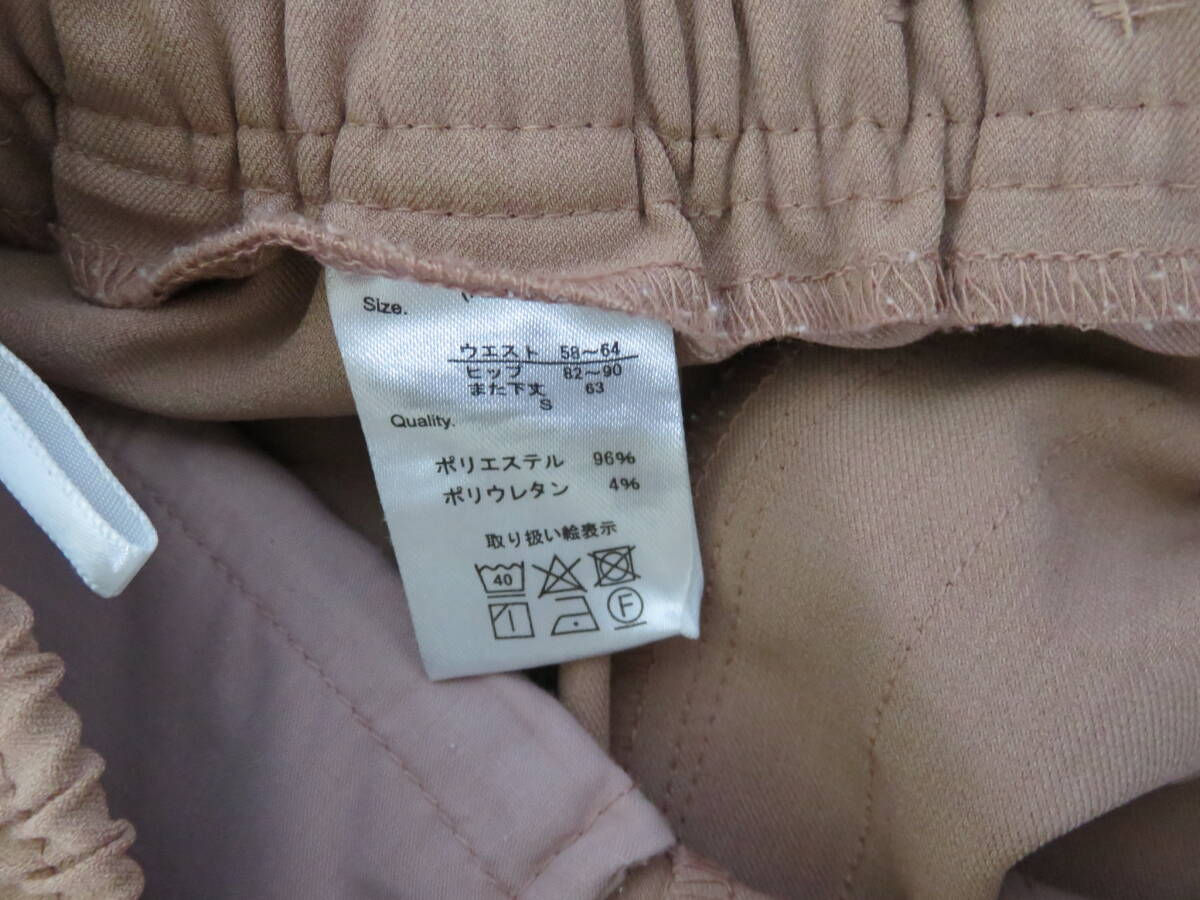 Size.
ウエスト 58～64
ヒップ 82～90
また下丈 63
S
Quality.
ポリエステル 96%
ポリウレタン 4%
取り扱い絵表示
40
F